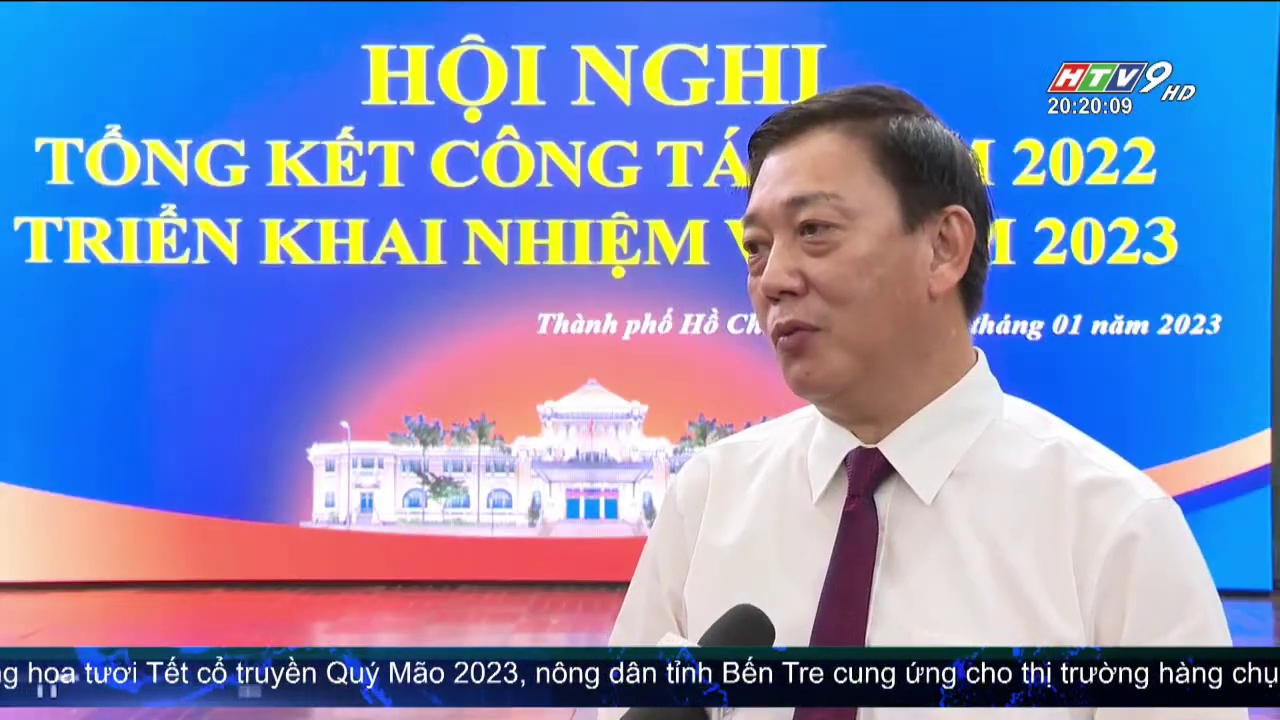 HỘI NGHỊ
HTV9 HD
20:20:09
TỔNG KẾT CÔNG TÁ 2022
TRIỂN KHAI NHIỆM V 2023
Thành phố Hồ Ch tháng 01 năm 2023
g hoa tươi Tết cổ truyền Quý Mão 2023, nông dân tỉnh Bến Tre cung ứng cho thị trường hàng chụ